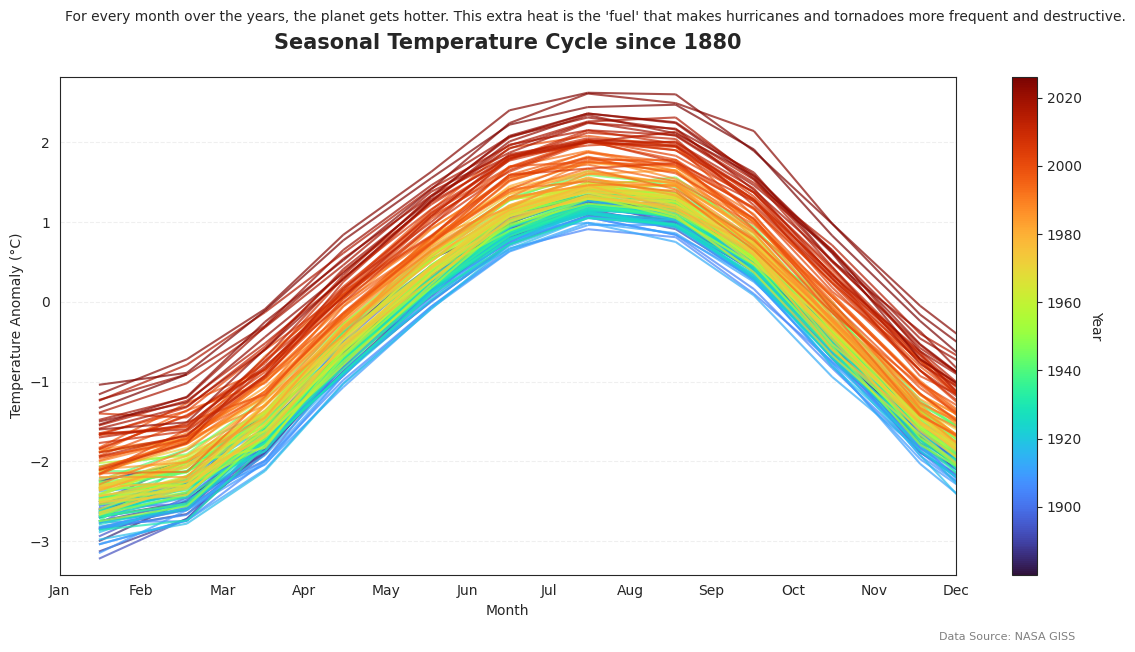 For every month over the years, the planet gets hotter. This extra heat is the 'fuel' that makes hurricanes and tornadoes more frequent and destructive.
Seasonal Temperature Cycle since 1880
Temperature Anomaly (°C)
2
1
0
−1
−2
−3
Jan Feb Mar Apr May Jun Jul Aug Sep Oct Nov Dec
Month
2020
2000
1980
1960
1940
1920
1900
Year
Data Source: NASA GISS